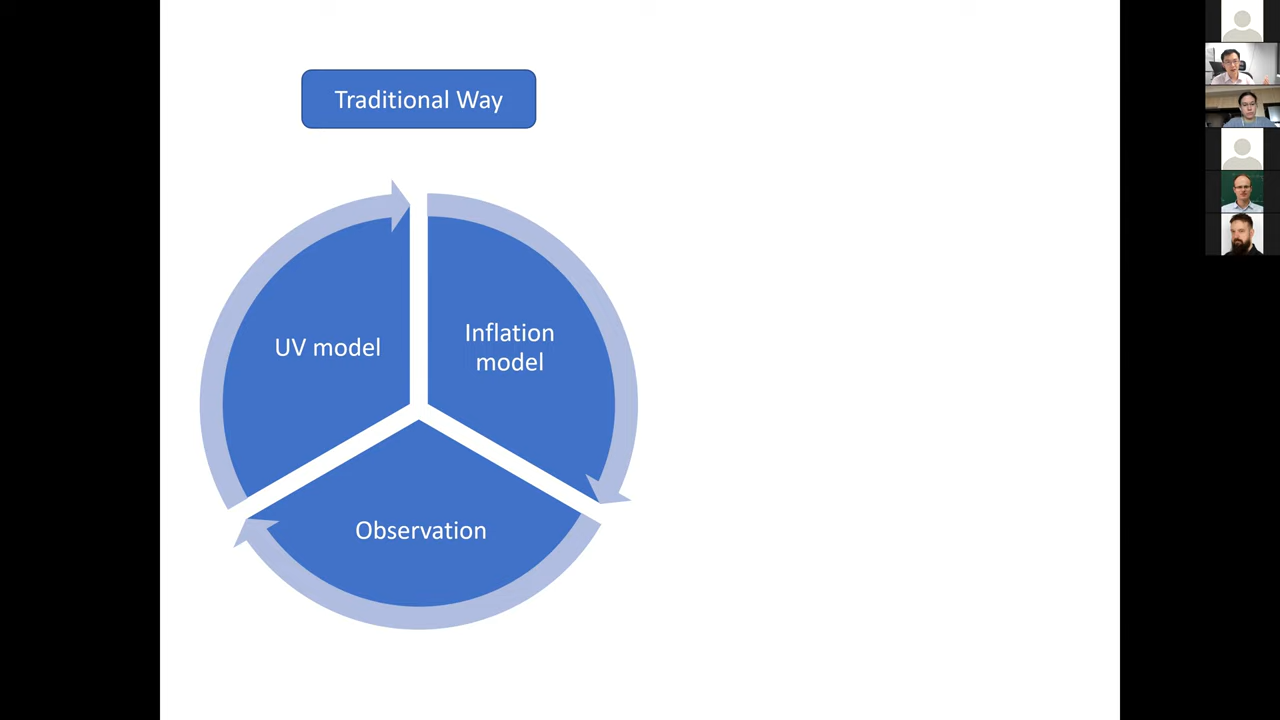 Traditional Way
UV model
Inflation
model
Observation